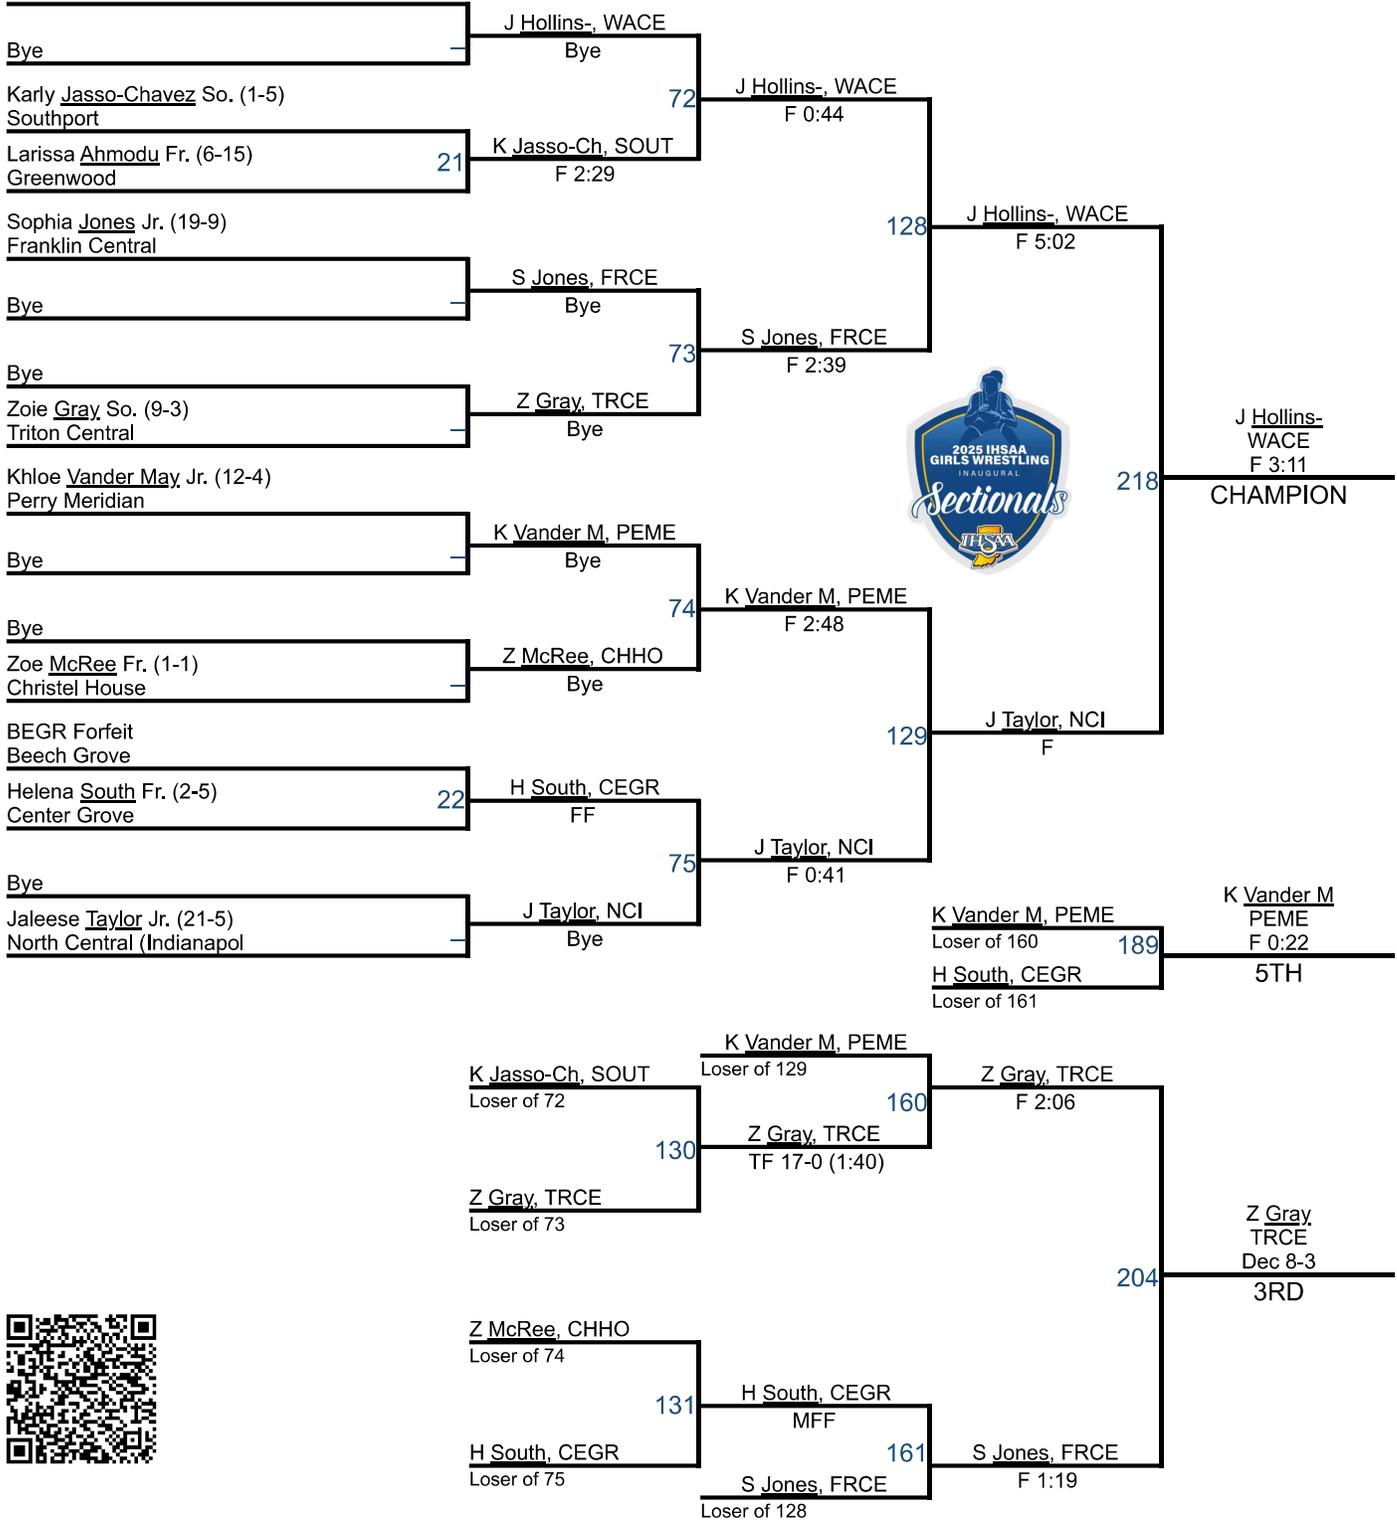 J Hollins-, WACE
Bye
Bye
Karly Jasso-Chavez So. (1-5)
Southport
72
J Hollins-, WACE
F 0:44
Larissa Ahmodu Fr. (6-15)
Greenwood
21
K Jasso-Ch, SOUT
F 2:29
Sophia Jones Jr. (19-9)
Franklin Central
128
J Hollins-, WACE
F 5:02
S Jones, FRCE
Bye
Bye
73
S Jones, FRCE
F 2:39
Bye
Zoie Gray So. (9-3)
Triton Central
Z Gray, TRCE
Bye
2025 IHSAA
GIRLS WRESTLING
INAUGURAL
Sectionals
IHSAA
218
J Hollins-
WACE
F 3:11
CHAMPION
Khloe Vander May Jr. (12-4)
Perry Meridian
K Vander M, PEME
Bye
Bye
74
K Vander M, PEME
F 2:48
Bye
Zoe McRee Fr. (1-1)
Christel House
Z McRee, CHHO
Bye
129
J Taylor, NCI
F
BEGR Forfeit
Beech Grove
Helena South Fr. (2-5)
Center Grove
22
H South, CEGR
FF
75
J Taylor, NCI
F 0:41
Bye
Jaleese Taylor Jr. (21-5)
North Central (Indianapol
J Taylor, NCI
Bye
K Vander M, PEME
Loser of 160
189
H South, CEGR
Loser of 161
K Vander M
PEME
F 0:22
5TH
K Vander M, PEME
Loser of 129
K Jasso-Ch, SOUT
Loser of 72
160
Z Gray, TRCE
F 2:06
130
Z Gray, TRCE
TF 17-0 (1:40)
Z Gray, TRCE
Loser of 73
204
Z Gray
TRCE
Dec 8-3
3RD
Z McRee, CHHO
Loser of 74
131
H South, CEGR
MFF
H South, CEGR
Loser of 75
161
S Jones, FRCE
F 1:19
S Jones, FRCE
Loser of 128